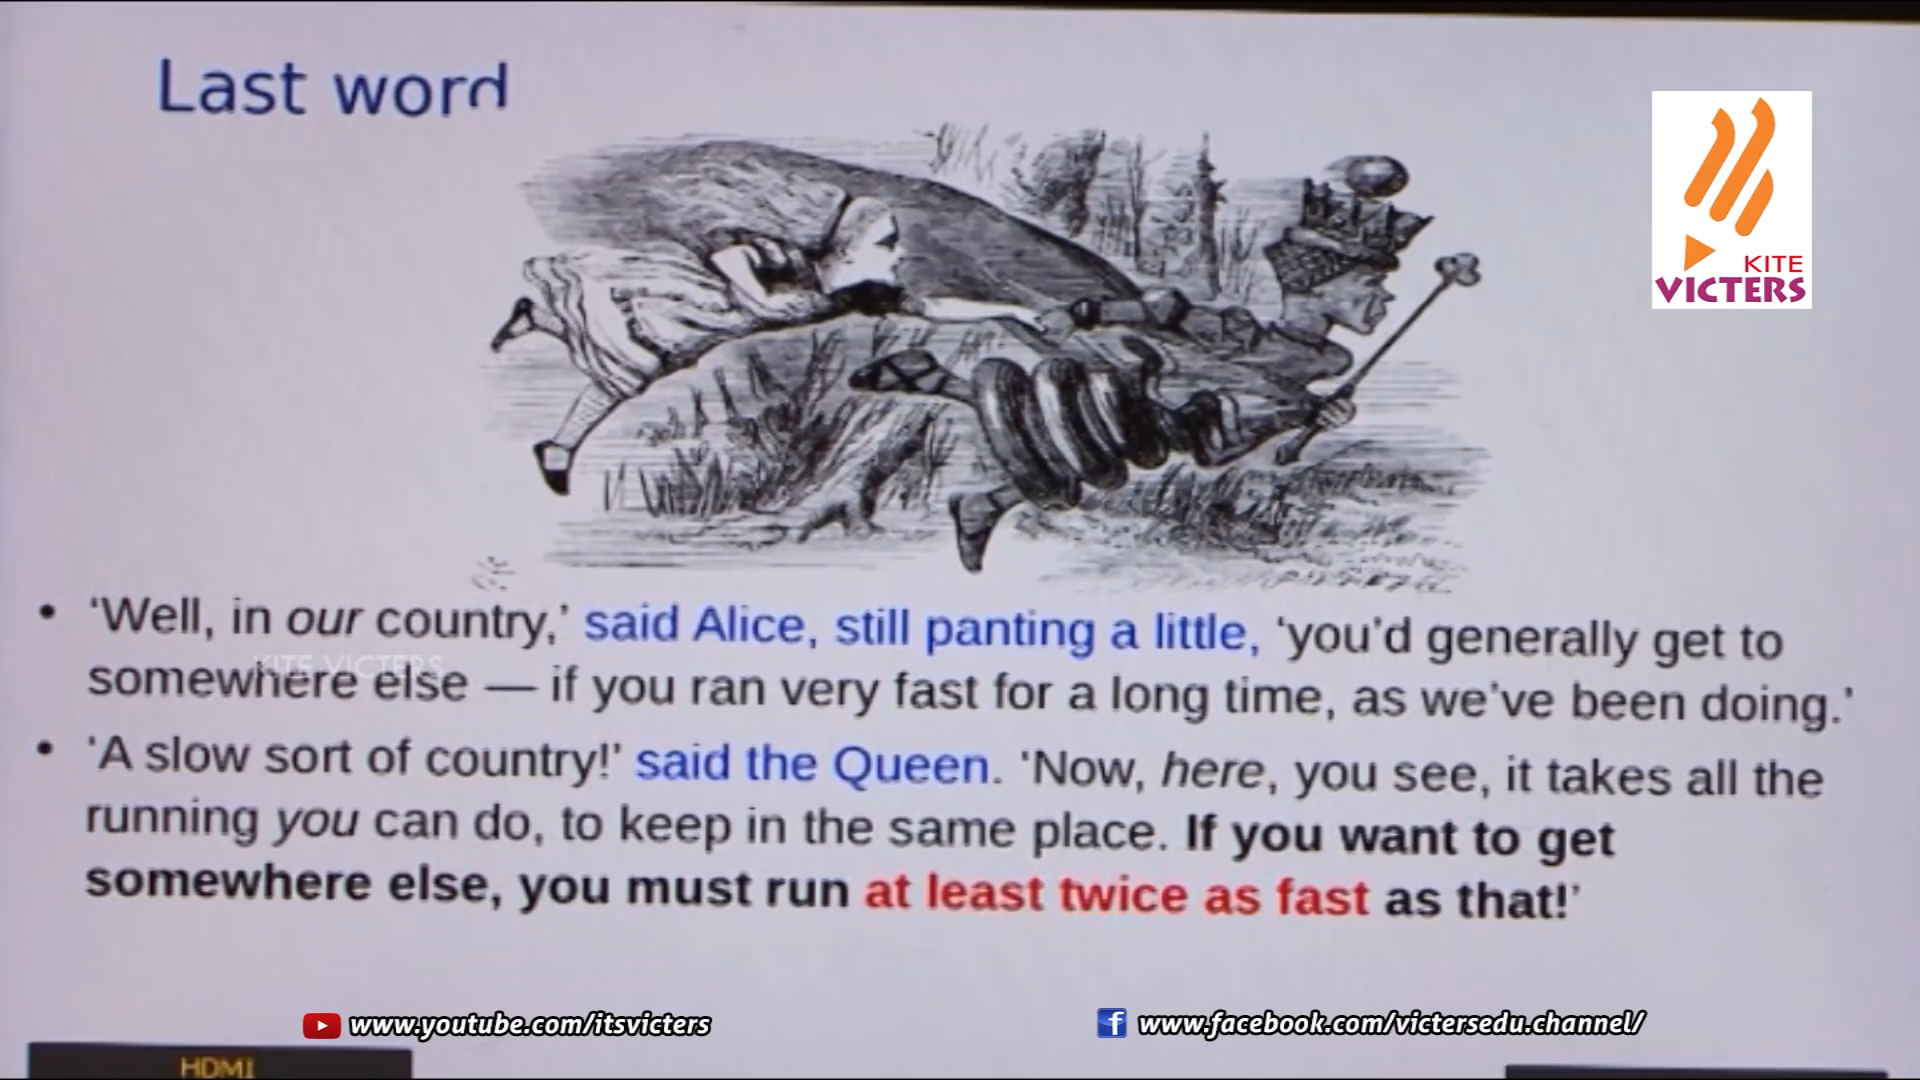 Last word
KITE
VICTERS
‘Well, in our country,’ said Alice, still panting a little, ‘you’d generally get to
KITE VICTERS
somewhere else — if you ran very fast for a long time, as we’ve been doing.’
‘A slow sort of country!’ said the Queen. ‘Now, here, you see, it takes all the
running you can do, to keep in the same place. If you want to get
somewhere else, you must run at least twice as fast as that!’
www.youtube.com/itsvicters
www.facebook.com/victersedu.channel/
HDMI